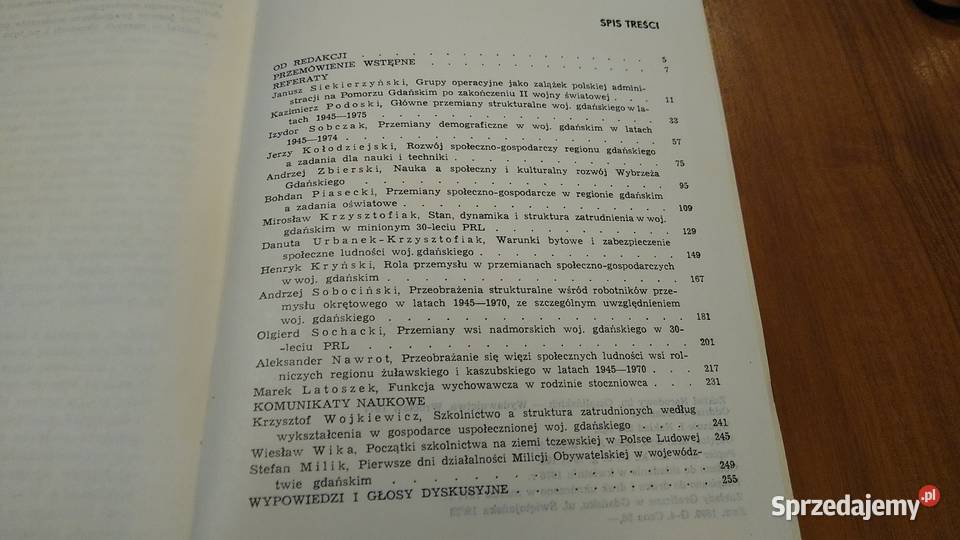 SPIS TREŚCI
OD REDAKCJI . . . . . . . . . . . . . . . 5
PRZEMÓWIENIE WSTĘPNE . . . . . . . . . . . . 7
REFERATY
Janusz Siekierzyński, Grupy operacyjne jako zalążek polskiej admini-
stracji na Pomorzu Gdańskim po zakończeniu II wojny światowej . . . 11
Kazimierz Podoski, Główne przemiany strukturalne woj. gdańskiego w la-
tach 1945—1975 . . . . . . . . . . . . . 33
Izydor Sobczak, Przemiany demograficzne w woj. gdańskim w latach
1945—1974 . . . . . . . . . . . . . . 57
Jerzy Kołodziejski, Rozwój społeczno-gospodarczy regionu gdańskiego
a zadania dla nauki i techniki . . . . . . . . . . 75
Andrzej Zbierski, Nauka a społeczny i kulturalny rozwój Wybrzeża
Gdańskiego . . . . . . . . . . . . . . 95
Bohdan Piasecki, Przemiany społeczno-gospodarcze w regionie gdańskim
a zadania oświatowe . . . . . . . . . . . . 109
Mirosław Krzysztofiak, Stan, dynamika i struktura zatrudnienia w woj.
gdańskim w minionym 30-leciu PRL . . . . . . . . 129
Danuta Urbanek-Krzysztofiak, Warunki bytowe i zabezpieczenie
społeczne ludności woj. gdańskiego . . . . . . . . 149
Henryk Kryński, Rola przemysłu w przemianach społeczno-gospodarczych
w woj. gdańskim . . . . . . . . . . . . 167
Andrzej Sobociński, Przeobrażenia strukturalne wśród robotników prze-
mysłu okrętowego w latach 1945—1970, ze szczególnym uwzględnieniem
woj. gdańskiego . . . . . . . . . . . . 181
Olgierd Sochacki, Przemiany wsi nadmorskich woj. gdańskiego w 30-
-leciu PRL . . . . . . . . . . . . . . 201
Aleksander Nawrot, Przeobrażanie się więzi społecznych ludności wsi rol-
niczych regionu żuławskiego i kaszubskiego w latach 1945—1970 . . 217
Marek Latoszek, Funkcja wychowawcza w rodzinie stoczniowca . . . 231
KOMUNIKATY NAUKOWE
Krzysztof Wojkiewicz, Szkolnictwo a struktura zatrudnionych według
wykształcenia w gospodarce uspołecznionej woj. gdańskiego . . . 241
Wiesław Wika, Początki szkolnictwa na ziemi tczewskiej w Polsce Ludowej 245
Stefan Milik, Pierwsze dni działalności Milicji Obywatelskiej w wojewódz-
twie gdańskim . . . . . . . . . . . . . 249
WYPOWIEDZI I GŁOSY DYSKUSYJNE . . . . . . . . 255
Sprzedajemy.pl